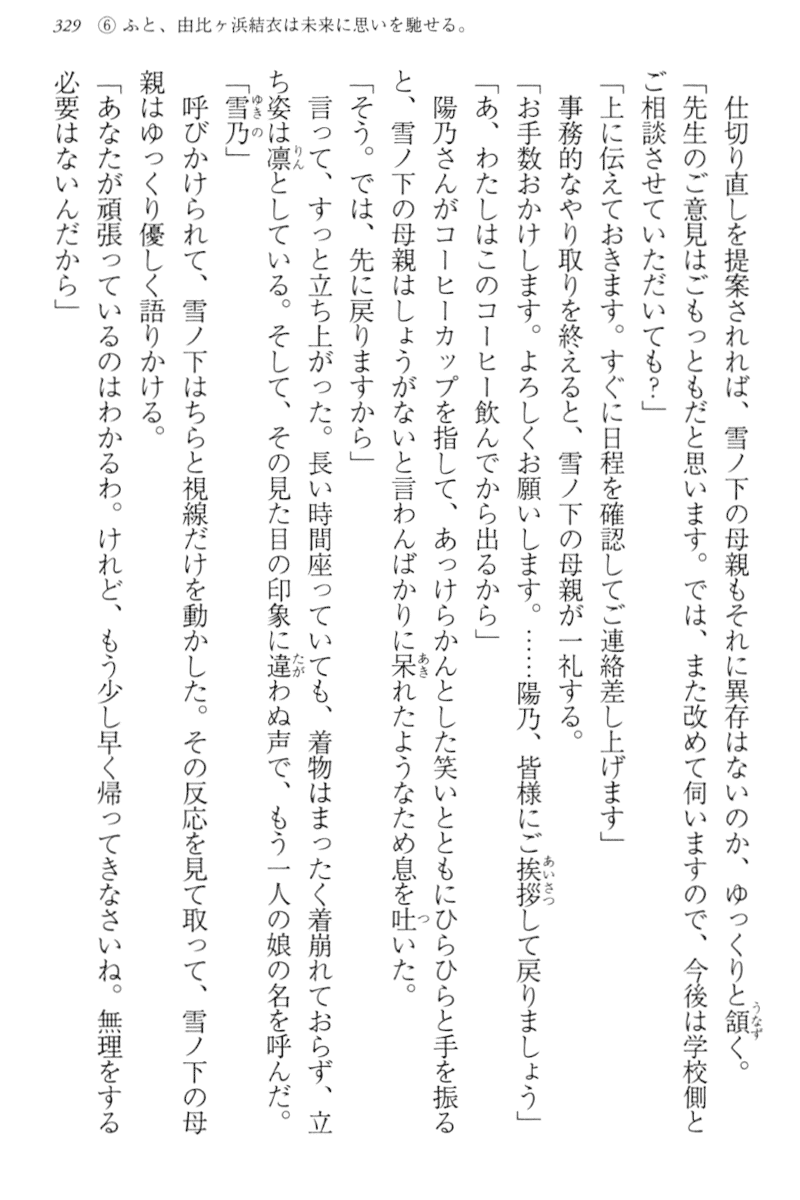 329 ⑥ ふと、由比ヶ浜結衣は未来に思いを馳せる。
仕切り直しを提案されれば、雪ノ下の母親もそれに異存はないのか、ゆっくりと頷く。
「先生のご意見はごもっともだと思います。では、また改めて伺いますので、今後は学校側と
ご相談させていただいても？」
「上に伝えておきます。すぐに日程を確認してご連絡差し上げます」
事務的なやり取りを終えると、雪ノ下の母親が一礼する。
「お手数おかけします。よろしくお願いします。……陽乃、皆様にご挨拶して戻りましょう」
「あ、わたしはこのコーヒー飲んでから出るから」
陽乃さんがコーヒーカップを指して、あっけらかんとした笑いとともにひらひらと手を振る
と、雪ノ下の母親はしょうがないと言わんばかりに呆れたようなため息を吐いた。
「そう。では、先に戻りますから」
言って、すっと立ち上がった。長い時間座っていても、着物はまったく着崩れておらず、立
ち姿は凛としている。そして、その見た目の印象に違わぬ声で、もう一人の娘の名を呼んだ。
「雪乃」
呼びかけられて、雪ノ下はちらと視線だけを動かした。その反応を見て取って、雪ノ下の母
親はゆっくり優しく語りかける。
「あなたが頑張っているのはわかるわ。けれど、もう少し早く帰ってきなさいね。無理をする
必要はないんだから」